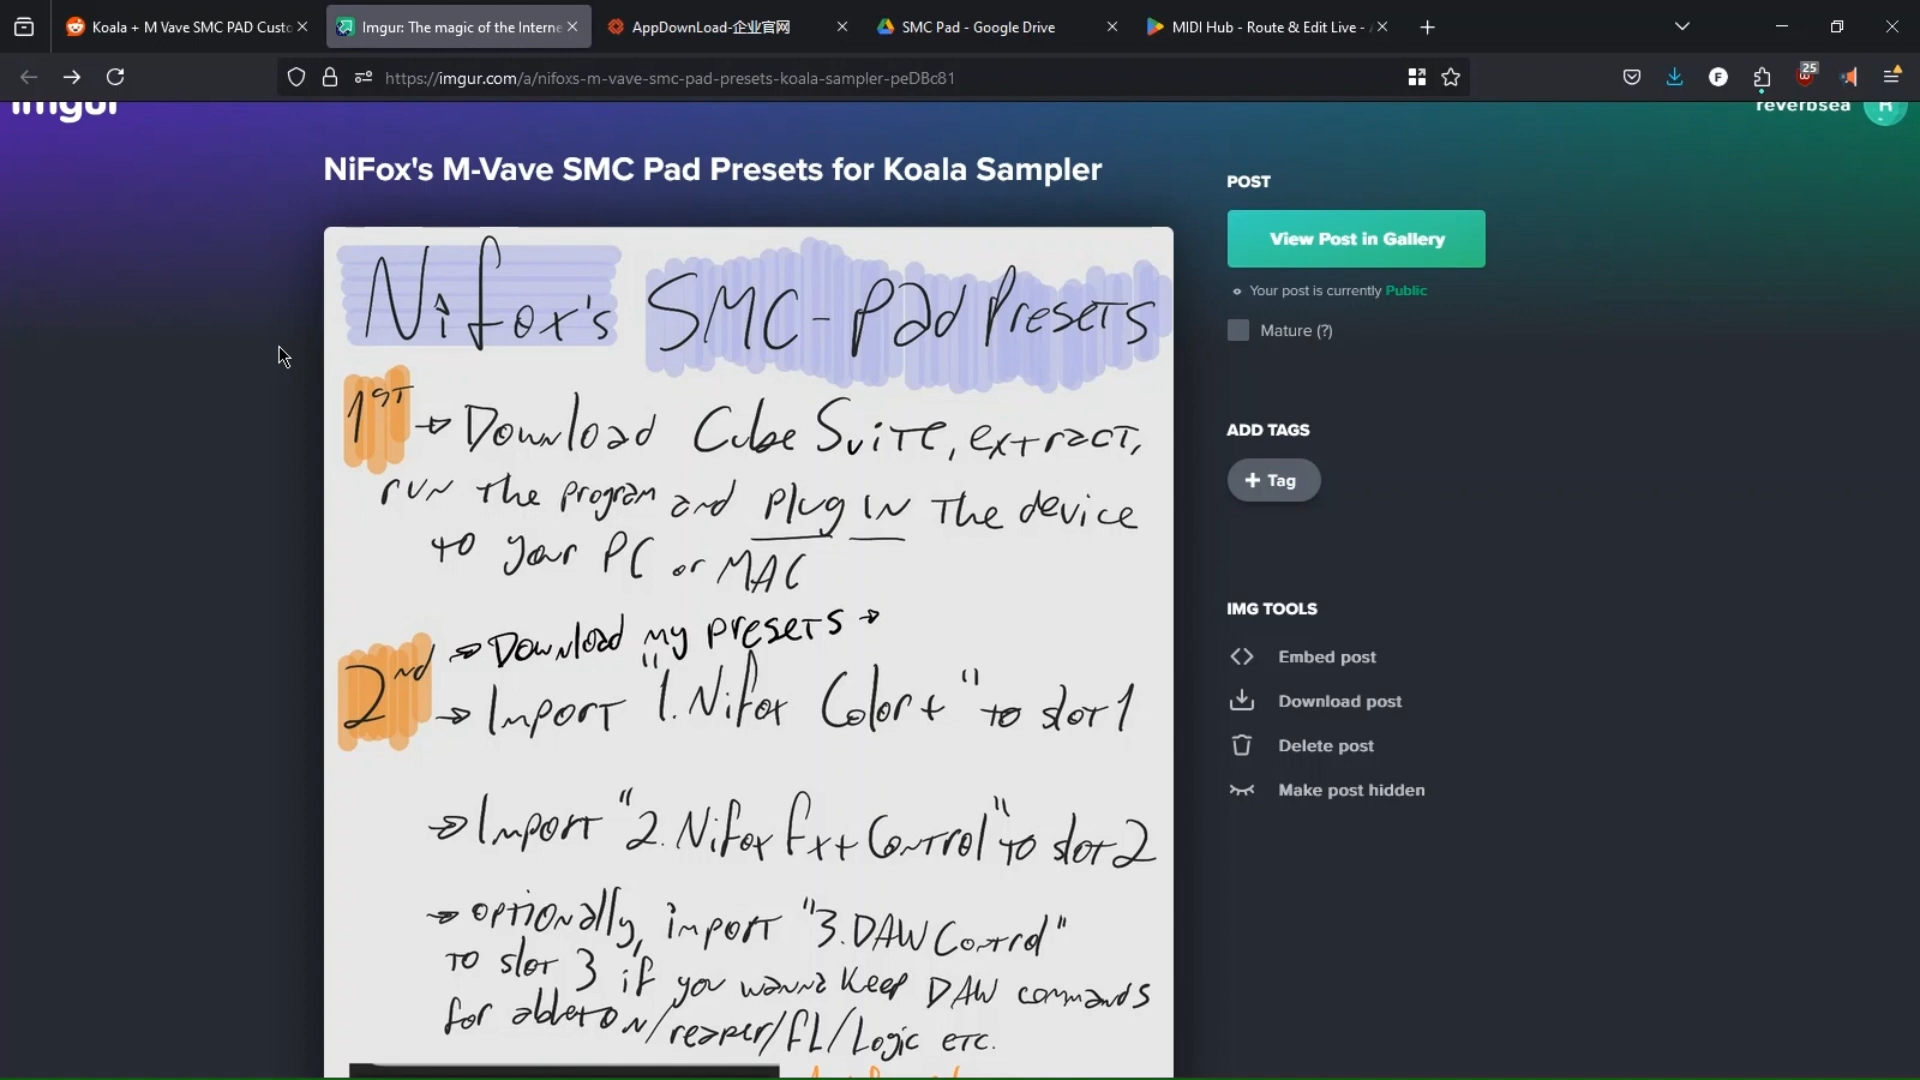 Koala + M Vave SMC PAD Custo
Imgur: The magic of the Interne
AppDownLoad-企业官网
SMC Pad - Google Drive
MIDI Hub - Route & Edit Live - A
https://imgur.com/a/nifoxs-m-vave-smc-pad-presets-koala-sampler-peDBc81
F
25
imgur
reverbsea
R
NiFox's M-Vave SMC Pad Presets for Koala Sampler
POST
View Post in Gallery
Your post is currently Public
Mature (?)
ADD TAGS
+ Tag
IMG TOOLS
Embed post
Download post
Delete post
Make post hidden
Nifox's SMC-Pad Presets
1ST → Download Cube Suite, extract,
run the program and plug IN the device
to your PC or MAC
2nd → Download my presets →
→ Import "1. Nifox Color+" to slot 1
→ Import "2. Nifox Fx+ Control" to slot 2
→ optionally, import "3. DAW Control"
to slot 3 if you wanna keep DAW commands
for ableton/reaper/FL/Logic etc.